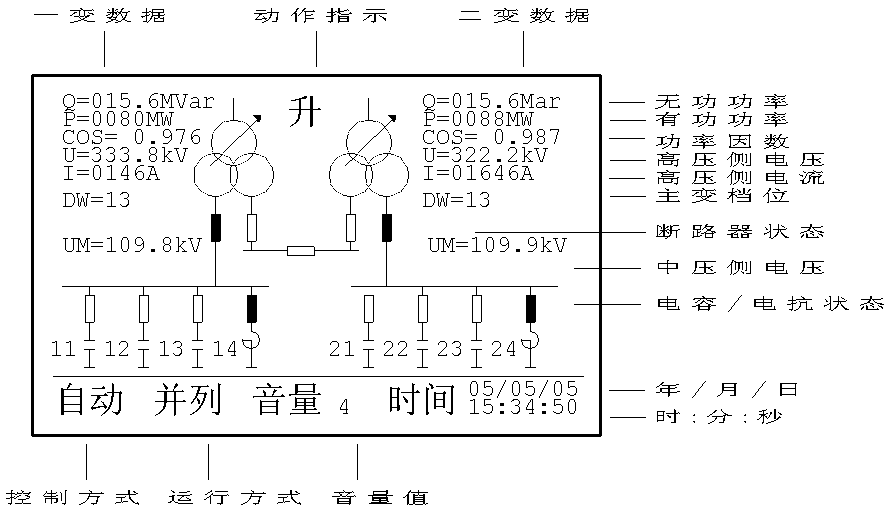 一变数据 动作指示 二变数据
Q=015.6MVar 升 Q=015.6Mar 无功功率
P=0080MW P=0088MW 有功功率
COS= 0.976 COS= 0.987 功率因数
U=333.8kV U=322.2kV 高压侧电压
I=0146A I=01646A 高压侧电流
DW=13 DW=13 主变档位
断路器状态
UM=109.8kV UM=109.9kV
中压侧电压
电容/电抗状态
11 12 13 14 21 22 23 24
自动 并列 音量 4 时间 05/05/05 年/月/日
15:34:50 时:分:秒
控制方式 运行方式 音量值